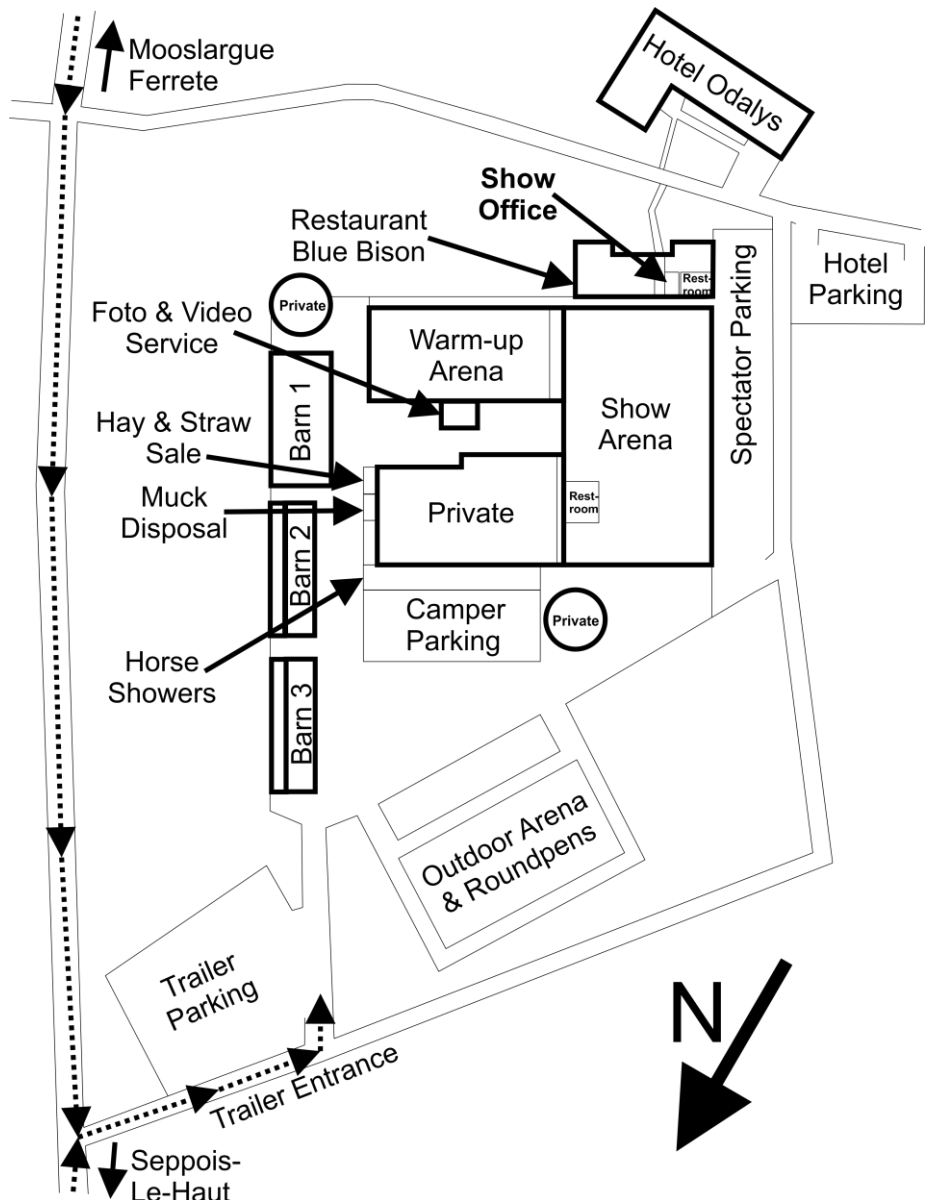 Mooslargue
Ferrete
Hotel Odalys
Show
Office
Restaurant
Blue Bison
Rest-
room
Hotel
Parking
Spectator Parking
Private
Foto & Video
Service
Warm-up
Arena
Barn 1
Show
Arena
Hay & Straw
Sale
Muck
Disposal
Private
Rest-
room
Barn 2
Camper
Parking
Private
Horse
Showers
Barn 3
Outdoor Arena
& Roundpens
Trailer
Parking
N
Trailer Entrance
Seppois-
Le-Haut